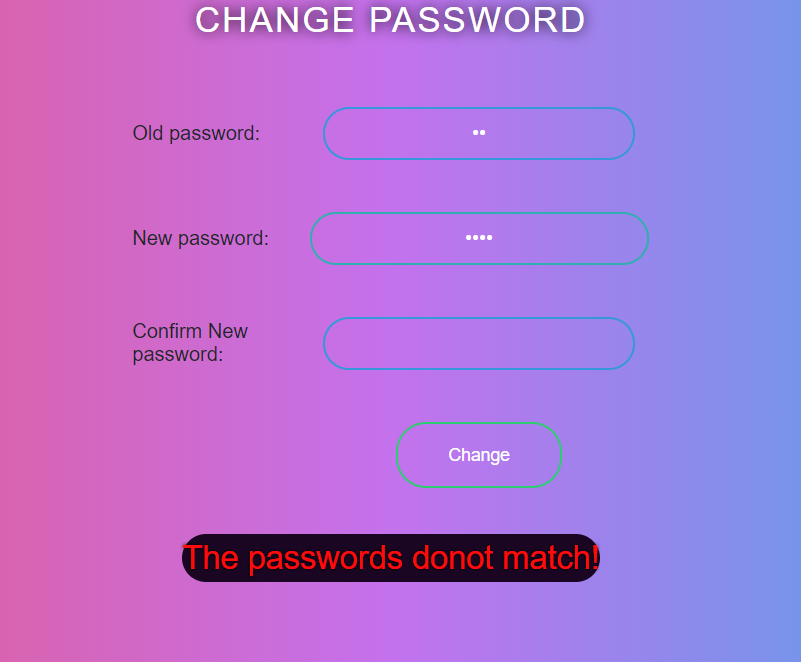 CHANGE PASSWORD
Old password: ••
New password: ••••
Confirm New
password:
Change
The passwords donot match!